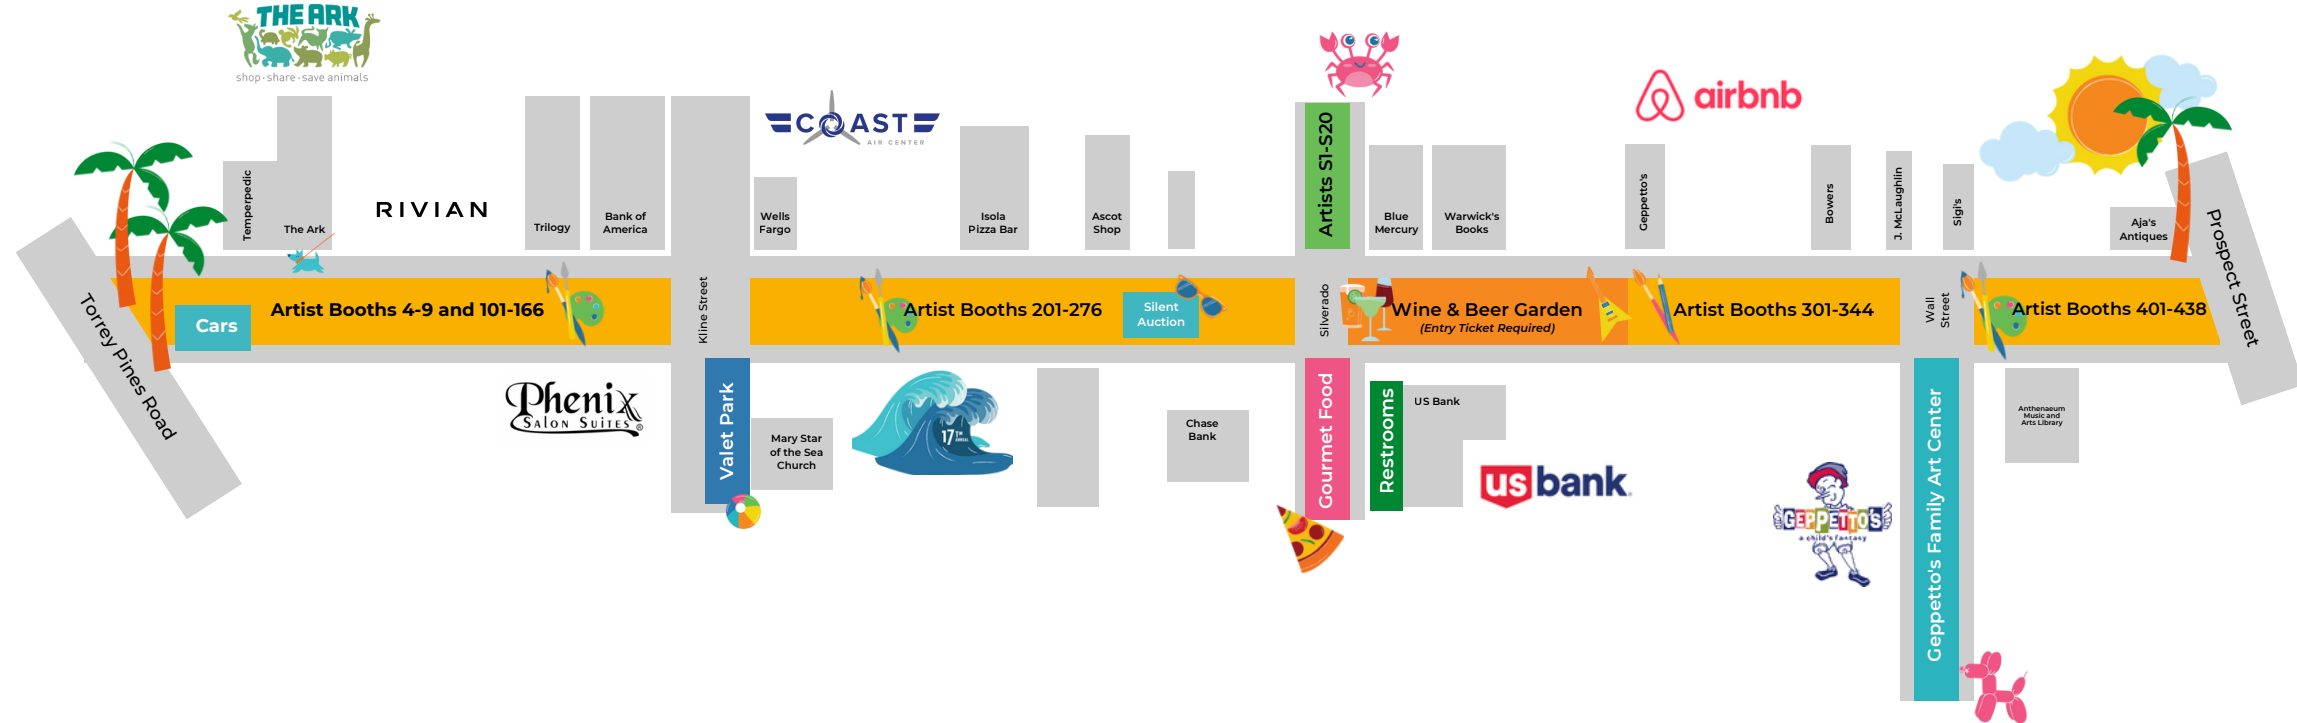 THE ARK
shop·share·save animals
COAST
AIR CENTER
airbnb
Artists S1-S20
Temperpedic
The Ark
RIVIAN
Trilogy
Bank of
America
Wells
Fargo
Isola
Pizza Bar
Ascot
Shop
Blue
Mercury
Warwick's
Books
Geppetto's
Bowers
J. McLaughlin
Sigi's
Aja's
Antiques
Torrey Pines Road
Cars
Artist Booths 4-9 and 101-166
Kline Street
Artist Booths 201-276
Silent
Auction
Silverado
Wine & Beer Garden
(Entry Ticket Required)
Artist Booths 301-344
Wall
Street
Artist Booths 401-438
Prospect Street
Phenix
SALON SUITES®
Valet Park
Mary Star
of the Sea
Church
17TH
ANNUAL
Chase
Bank
Gourmet Food
Restrooms
US Bank
us bank
GEPPETTO'S
a child's fantasy
Geppetto's Family Art Center
Anthenaeum
Music and
Arts Library